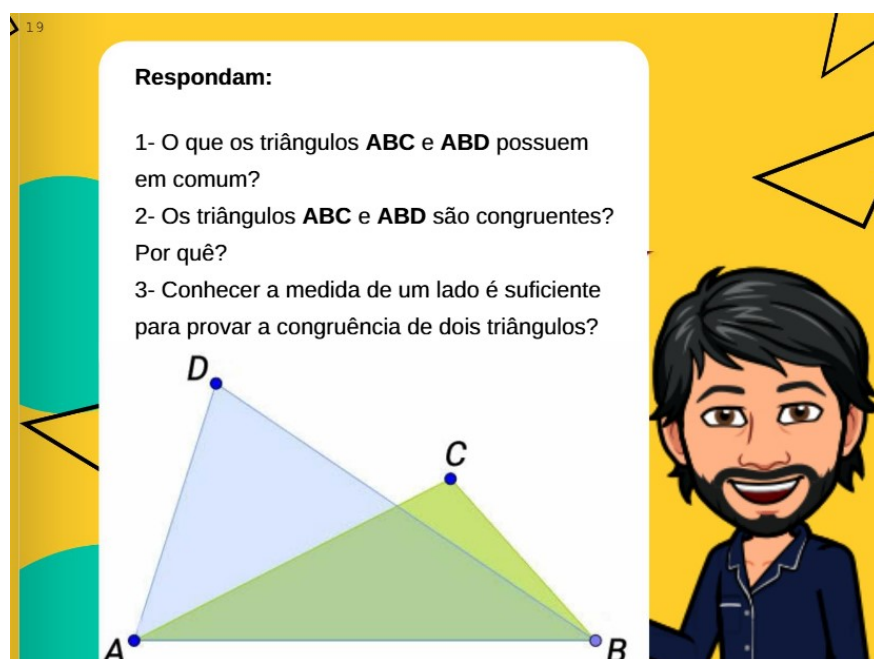 19
Respondam:
1- O que os triângulos ABC e ABD possuem
em comum?
2- Os triângulos ABC e ABD são congruentes?
Por quê?
3- Conhecer a medida de um lado é suficiente
para provar a congruência de dois triângulos?
D
C
A
B